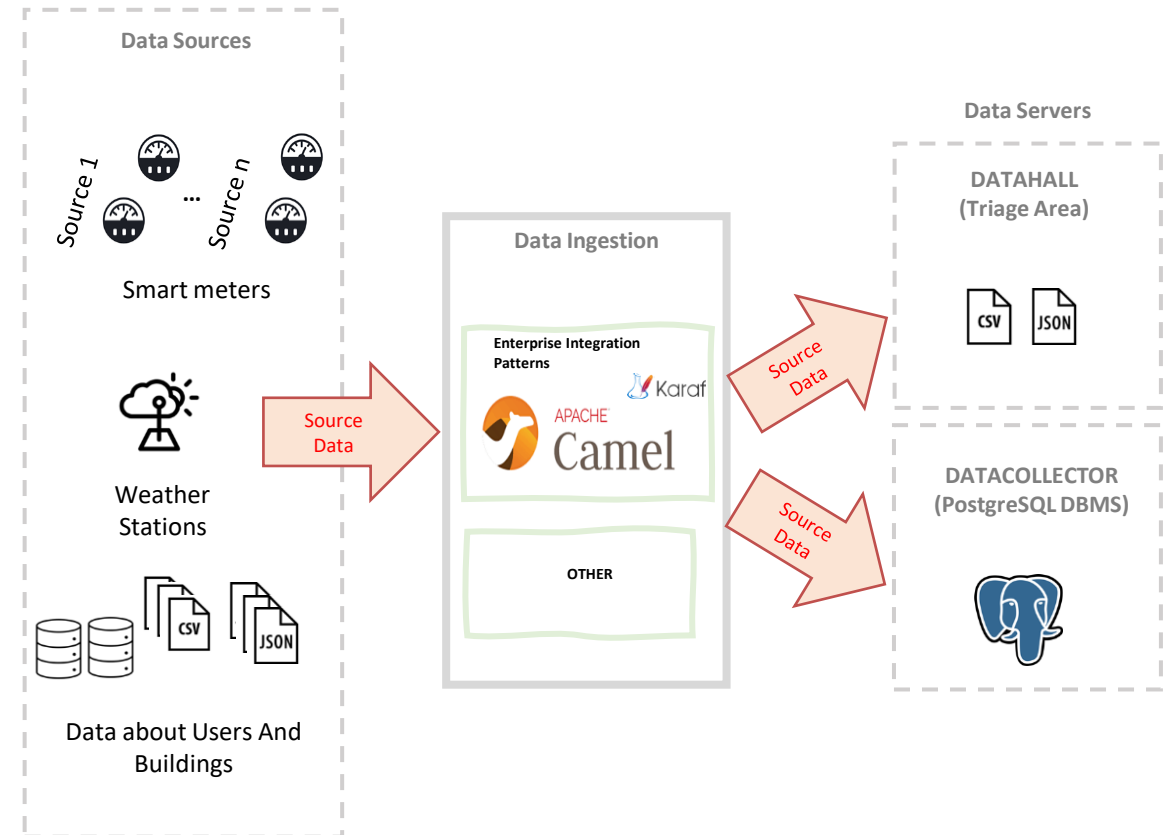 Data Sources
Source 1
...
Source n
Smart meters
Weather
Stations
CSV
JSON
Data about Users And
Buildings
Source
Data
Data Ingestion
Enterprise Integration
Patterns
Karaf
APACHE
Camel
OTHER
Source
Data
Source
Data
Data Servers
DATAHALL
(Triage Area)
CSV
JSON
DATACOLLECTOR
(PostgreSQL DBMS)